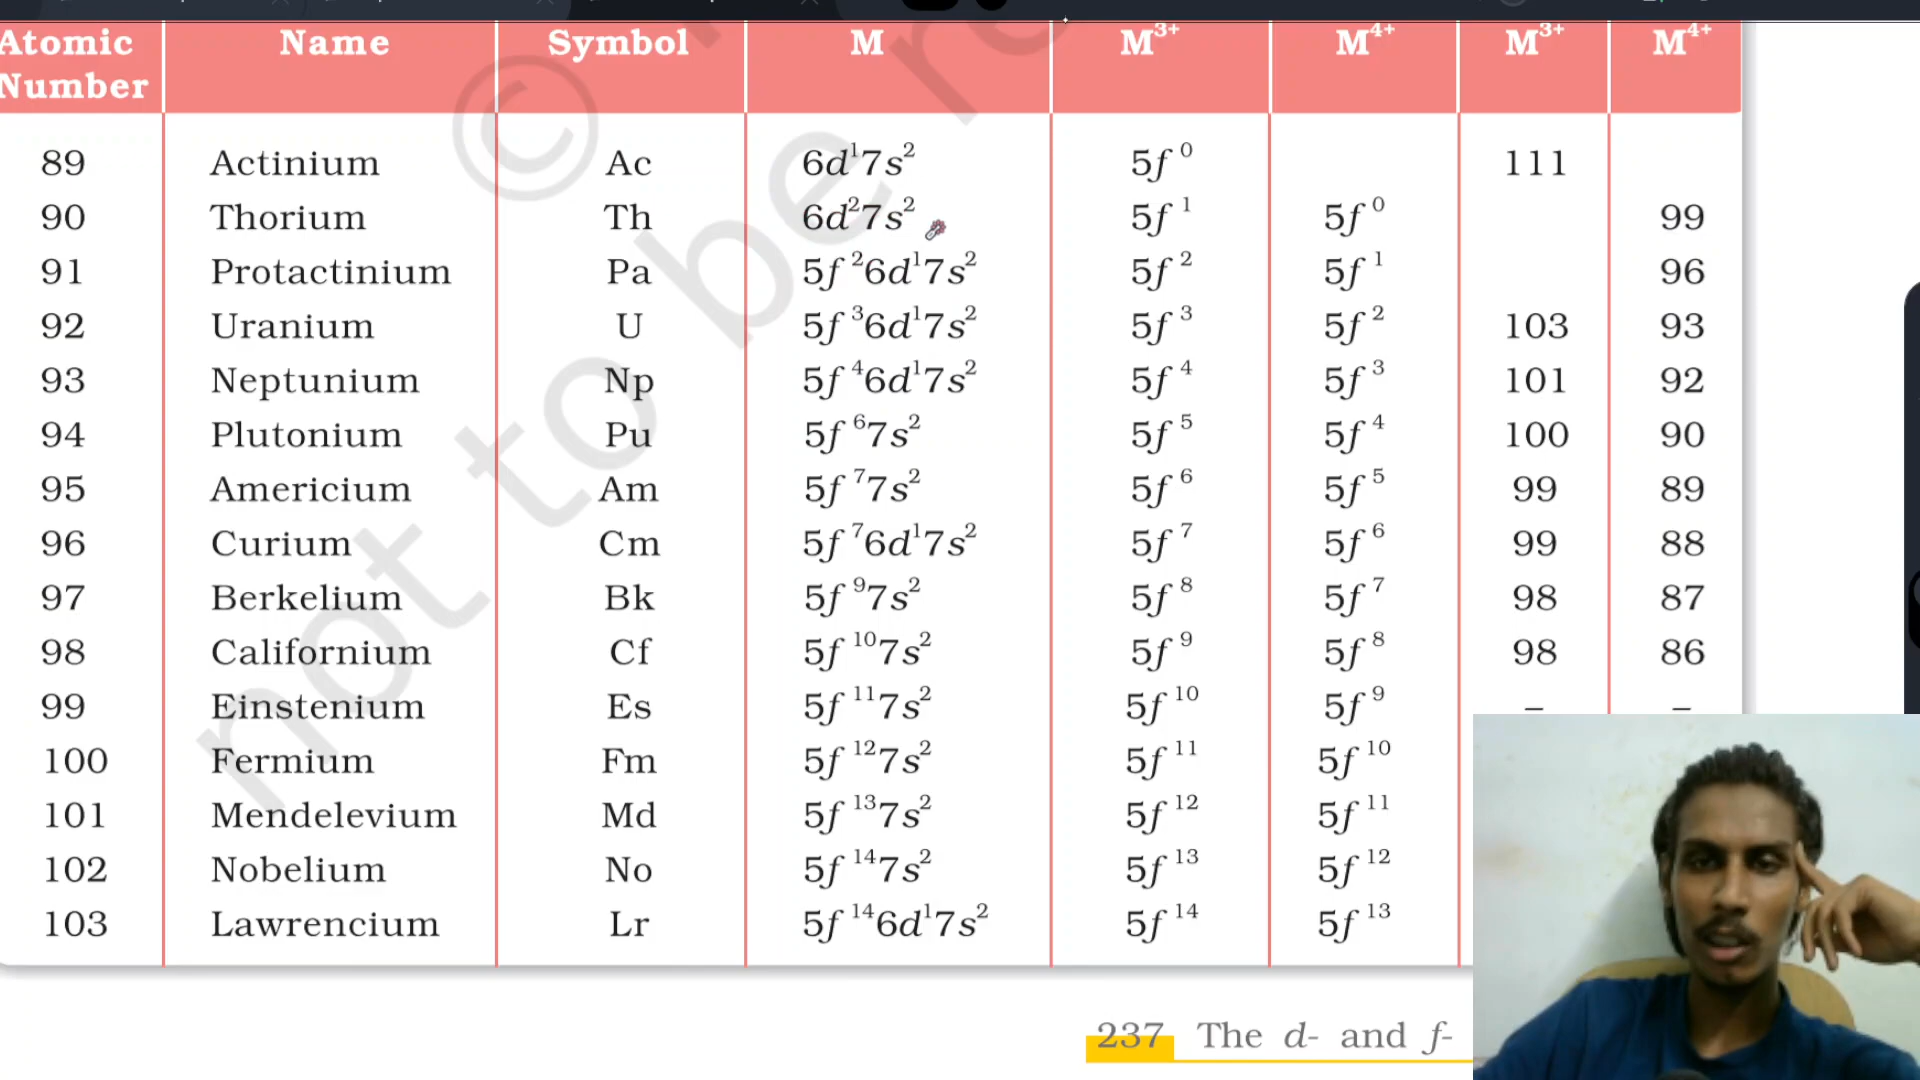 Atomic Number Name Symbol M M³⁺ M⁴⁺ M³⁺ M⁴⁺
89 Actinium Ac 6d¹7s² 5f⁰ 111
90 Thorium Th 6d²7s² 5f¹ 5f⁰ 99
91 Protactinium Pa 5f²6d¹7s² 5f² 5f¹ 96
92 Uranium U 5f³6d¹7s² 5f³ 5f² 103 93
93 Neptunium Np 5f⁴6d¹7s² 5f⁴ 5f³ 101 92
94 Plutonium Pu 5f⁶7s² 5f⁵ 5f⁴ 100 90
95 Americium Am 5f⁷7s² 5f⁶ 5f⁵ 99 89
96 Curium Cm 5f⁷6d¹7s² 5f⁷ 5f⁶ 99 88
97 Berkelium Bk 5f⁹7s² 5f⁸ 5f⁷ 98 87
98 Californium Cf 5f¹⁰7s² 5f⁹ 5f⁸ 98 86
99 Einstenium Es 5f¹¹7s² 5f¹⁰ 5f⁹ – –
100 Fermium Fm 5f¹²7s² 5f¹¹ 5f¹⁰
101 Mendelevium Md 5f¹³7s² 5f¹² 5f¹¹
102 Nobelium No 5f¹⁴7s² 5f¹³ 5f¹²
103 Lawrencium Lr 5f¹⁴6d¹7s² 5f¹⁴ 5f¹³
237 The d- and f-
©
not to be